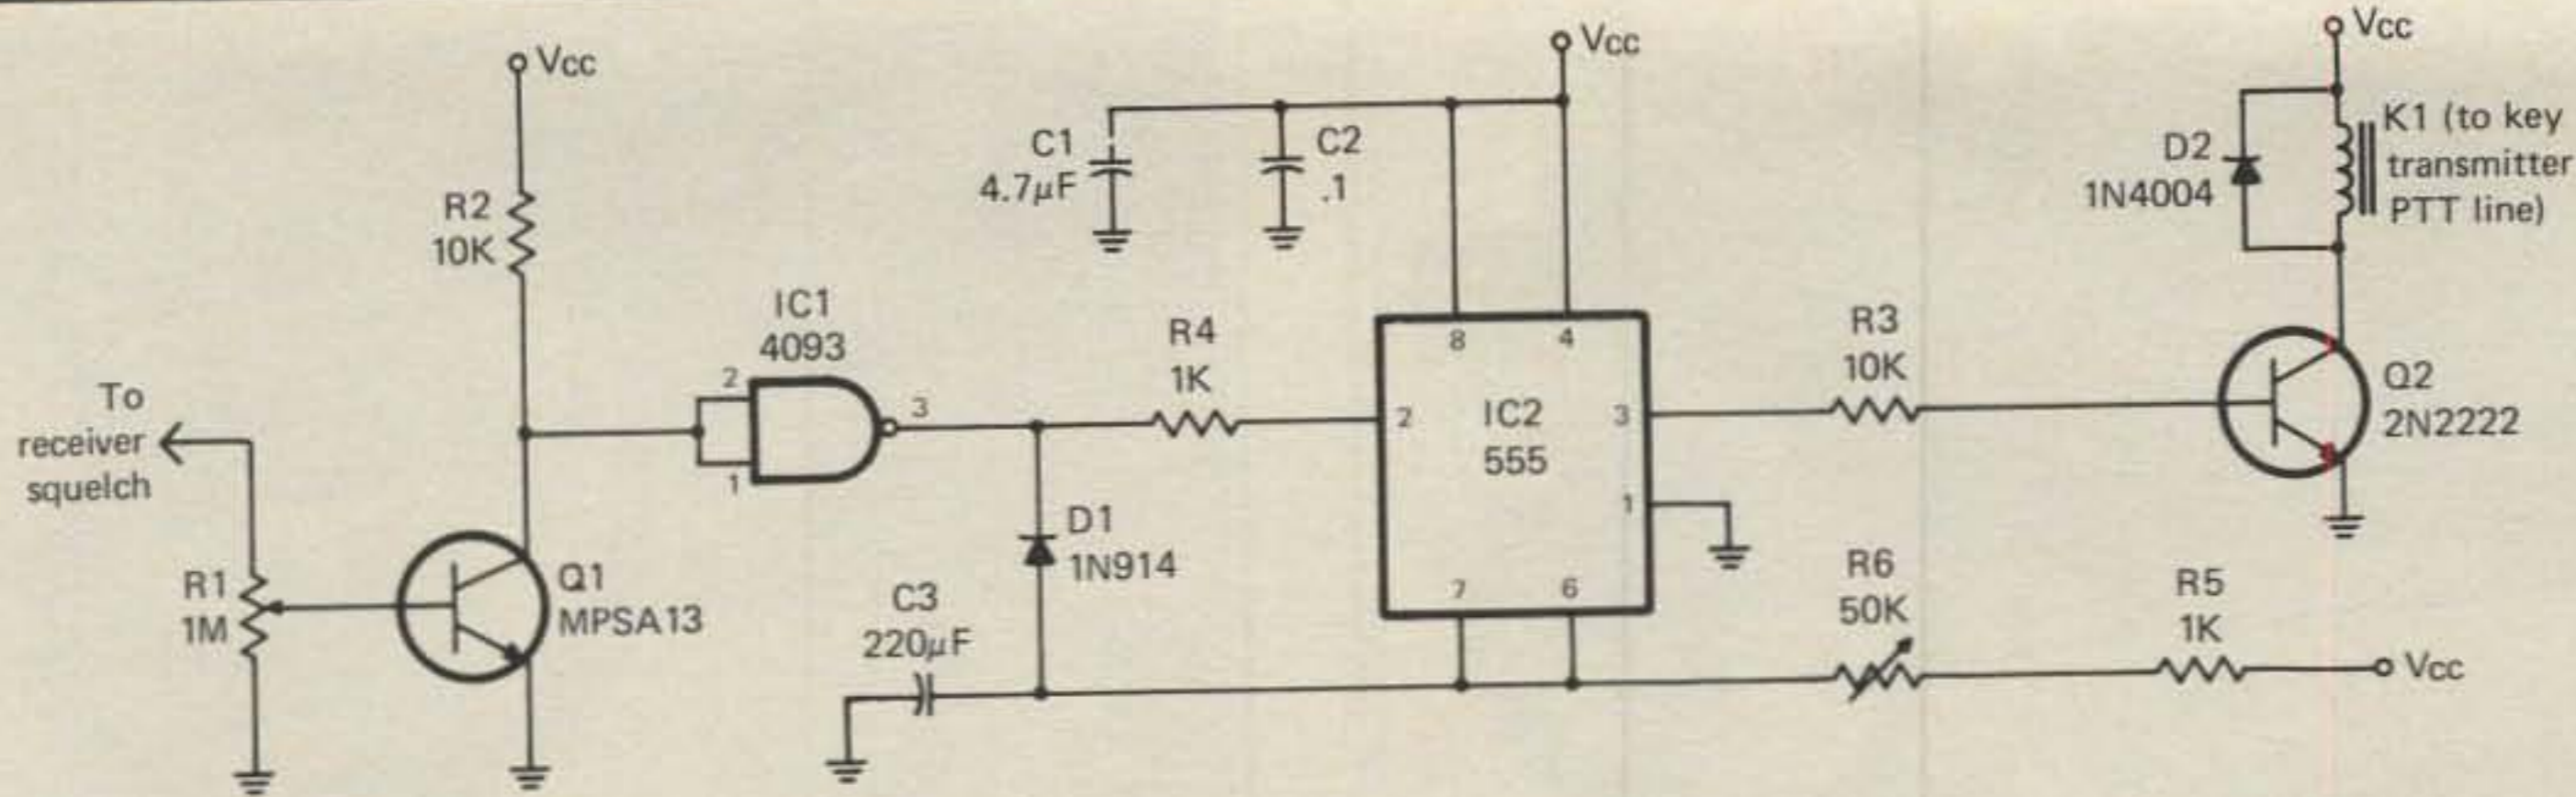 Vcc
R2
10K
To
receiver
squelch
R1
1M
Q1
MPSA13
IC1
4093
2
1
3
C1
4.7µF
C2
.1
Vcc
R4
1K
D1
1N914
C3
220µF
8
4
2
IC2
555
3
1
7
6
R3
10K
R6
50K
R5
1K
Vcc
Vcc
D2
1N4004
K1 (to key
transmitter
PTT line)
Q2
2N2222